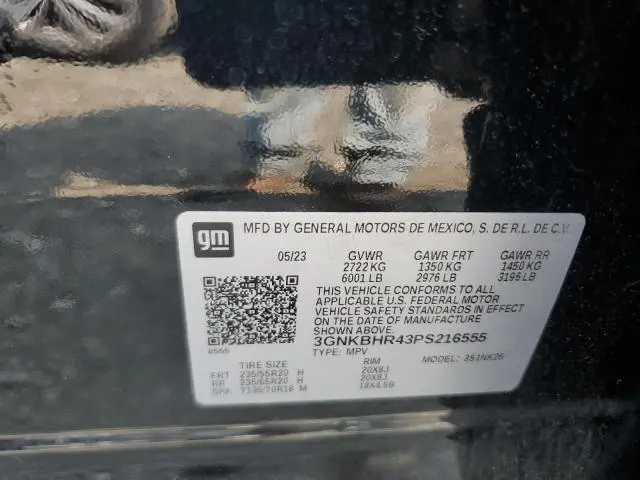 gm
MFD BY GENERAL MOTORS DE MEXICO, S. DE R.L. DE C.V.
05/23 GVWR GAWR FRT GAWR RR
2722 KG 1350 KG 1450 KG
6001 LB 2976 LB 3196 LB
THIS VEHICLE CONFORMS TO ALL
APPLICABLE U.S. FEDERAL MOTOR
VEHICLE SAFETY STANDARDS IN EFFECT
ON THE DATE OF MANUFACTURE
SHOWN ABOVE.
3GNKBHR43PS216555
6555
TYPE: MPV MODEL: 351NK26
TIRE SIZE RIM
FRT 235/55R20 H 20X8J
RR 235/55R20 H 20X8J
SPA T135/70R18 M 18X4.5B